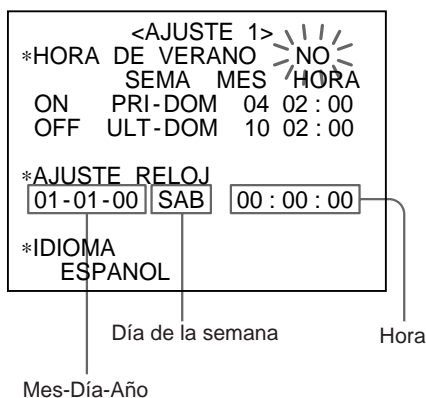 <AJUSTE 1>
*HORA DE VERANO NO
SEMA MES HORA
ON PRI-DOM 04 02:00
OFF ULT-DOM 10 02:00
*AJUSTE RELOJ
01-01-00 SAB 00:00:00
*IDIOMA
ESPANOL
Día de la semana
Hora
Mes-Día-Año